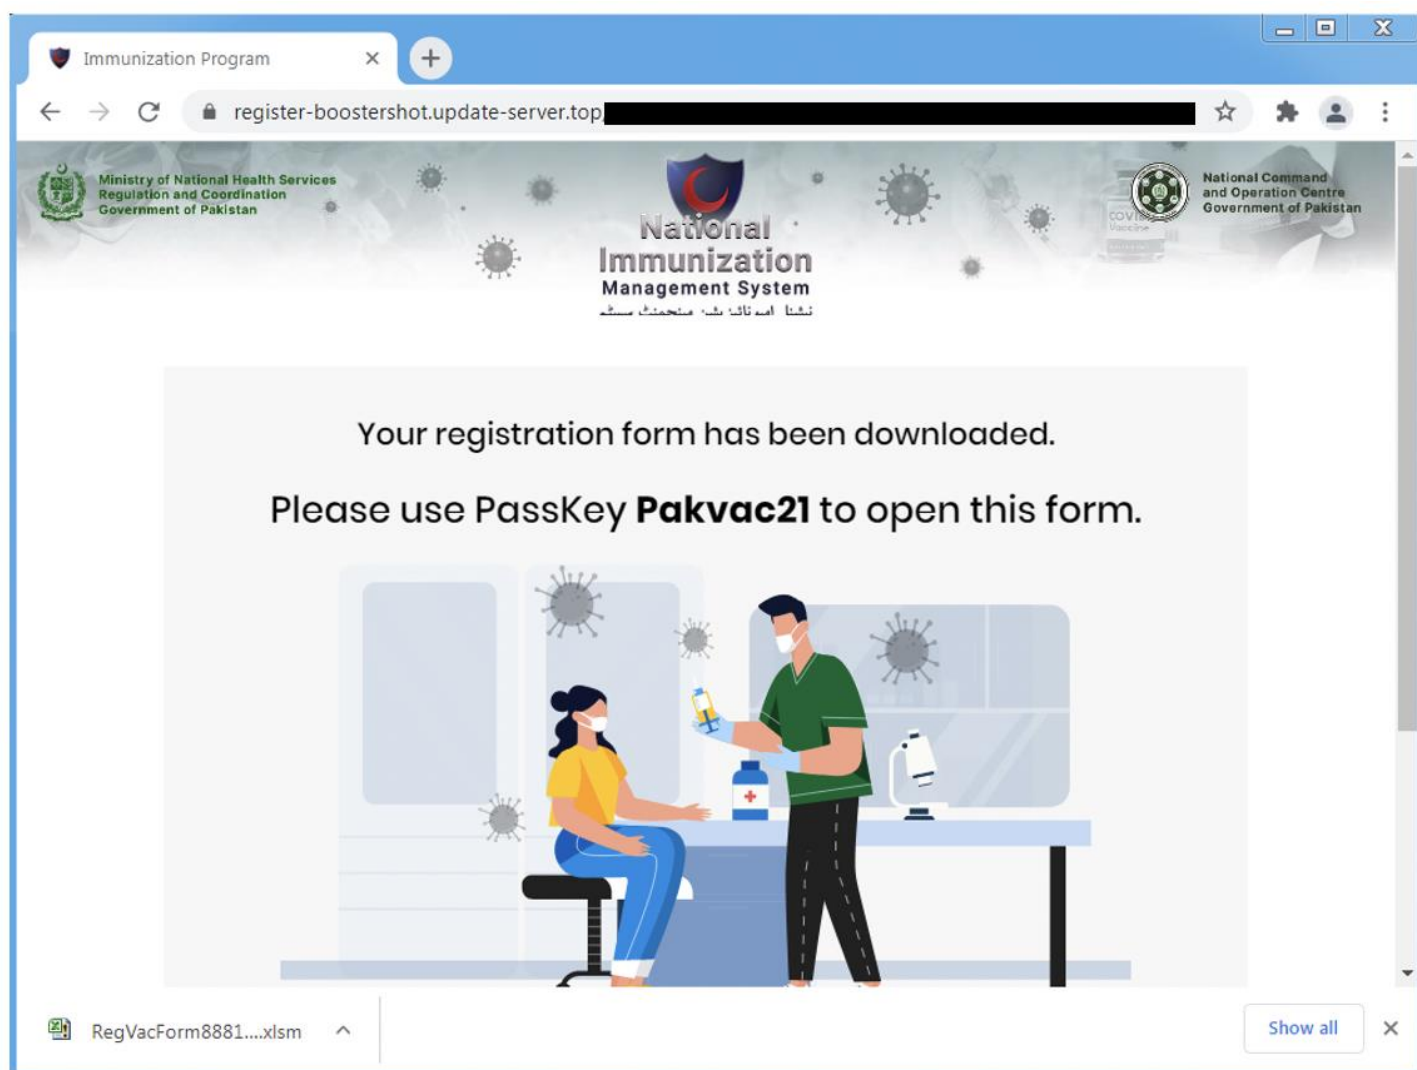 Immunization Program
register-boostershot.update-server.top
Ministry of National Health Services
Regulation and Coordination
Government of Pakistan
National
Immunization
Management System
National Command
and Operation Centre
Government of Pakistan
COVID
Vaccine
Your registration form has been downloaded.
Please use PassKey Pakvac21 to open this form.
RegVacForm8881....xlsm
Show all